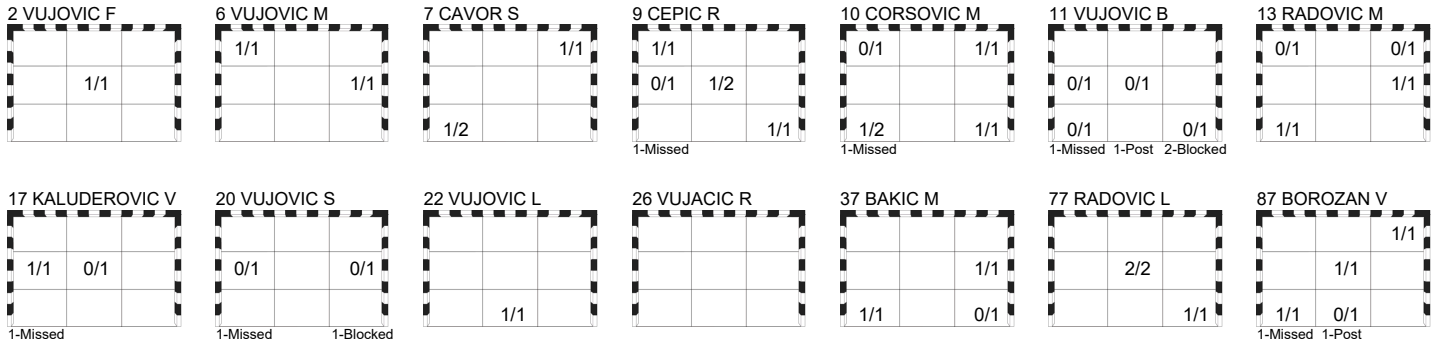 2 VUJOVIC F 6 VUJOVIC M 7 CAVOR S 9 CEPIC R 10 CORSOVIC M 11 VUJOVIC B 13 RADOVIC M
1/1 1/1 1/1 0/1 1/1 0/1 0/1
1/1 1/1 0/1 1/2 0/1 0/1 1/1
1/2 1/1 1/2 1/1 0/1 0/1 1/1
1-Missed 1-Missed 1-Missed 1-Post 2-Blocked
17 KALUDEROVIC V 20 VUJOVIC S 22 VUJOVIC L 26 VUJACIC R 37 BAKIC M 77 RADOVIC L 87 BOROZAN V
1/1
1/1 0/1 0/1 0/1 1/1 2/2 1/1
1/1 1/1 0/1 1/1 1/1 0/1
1-Missed 1-Missed 1-Blocked 1-Missed 1-Post